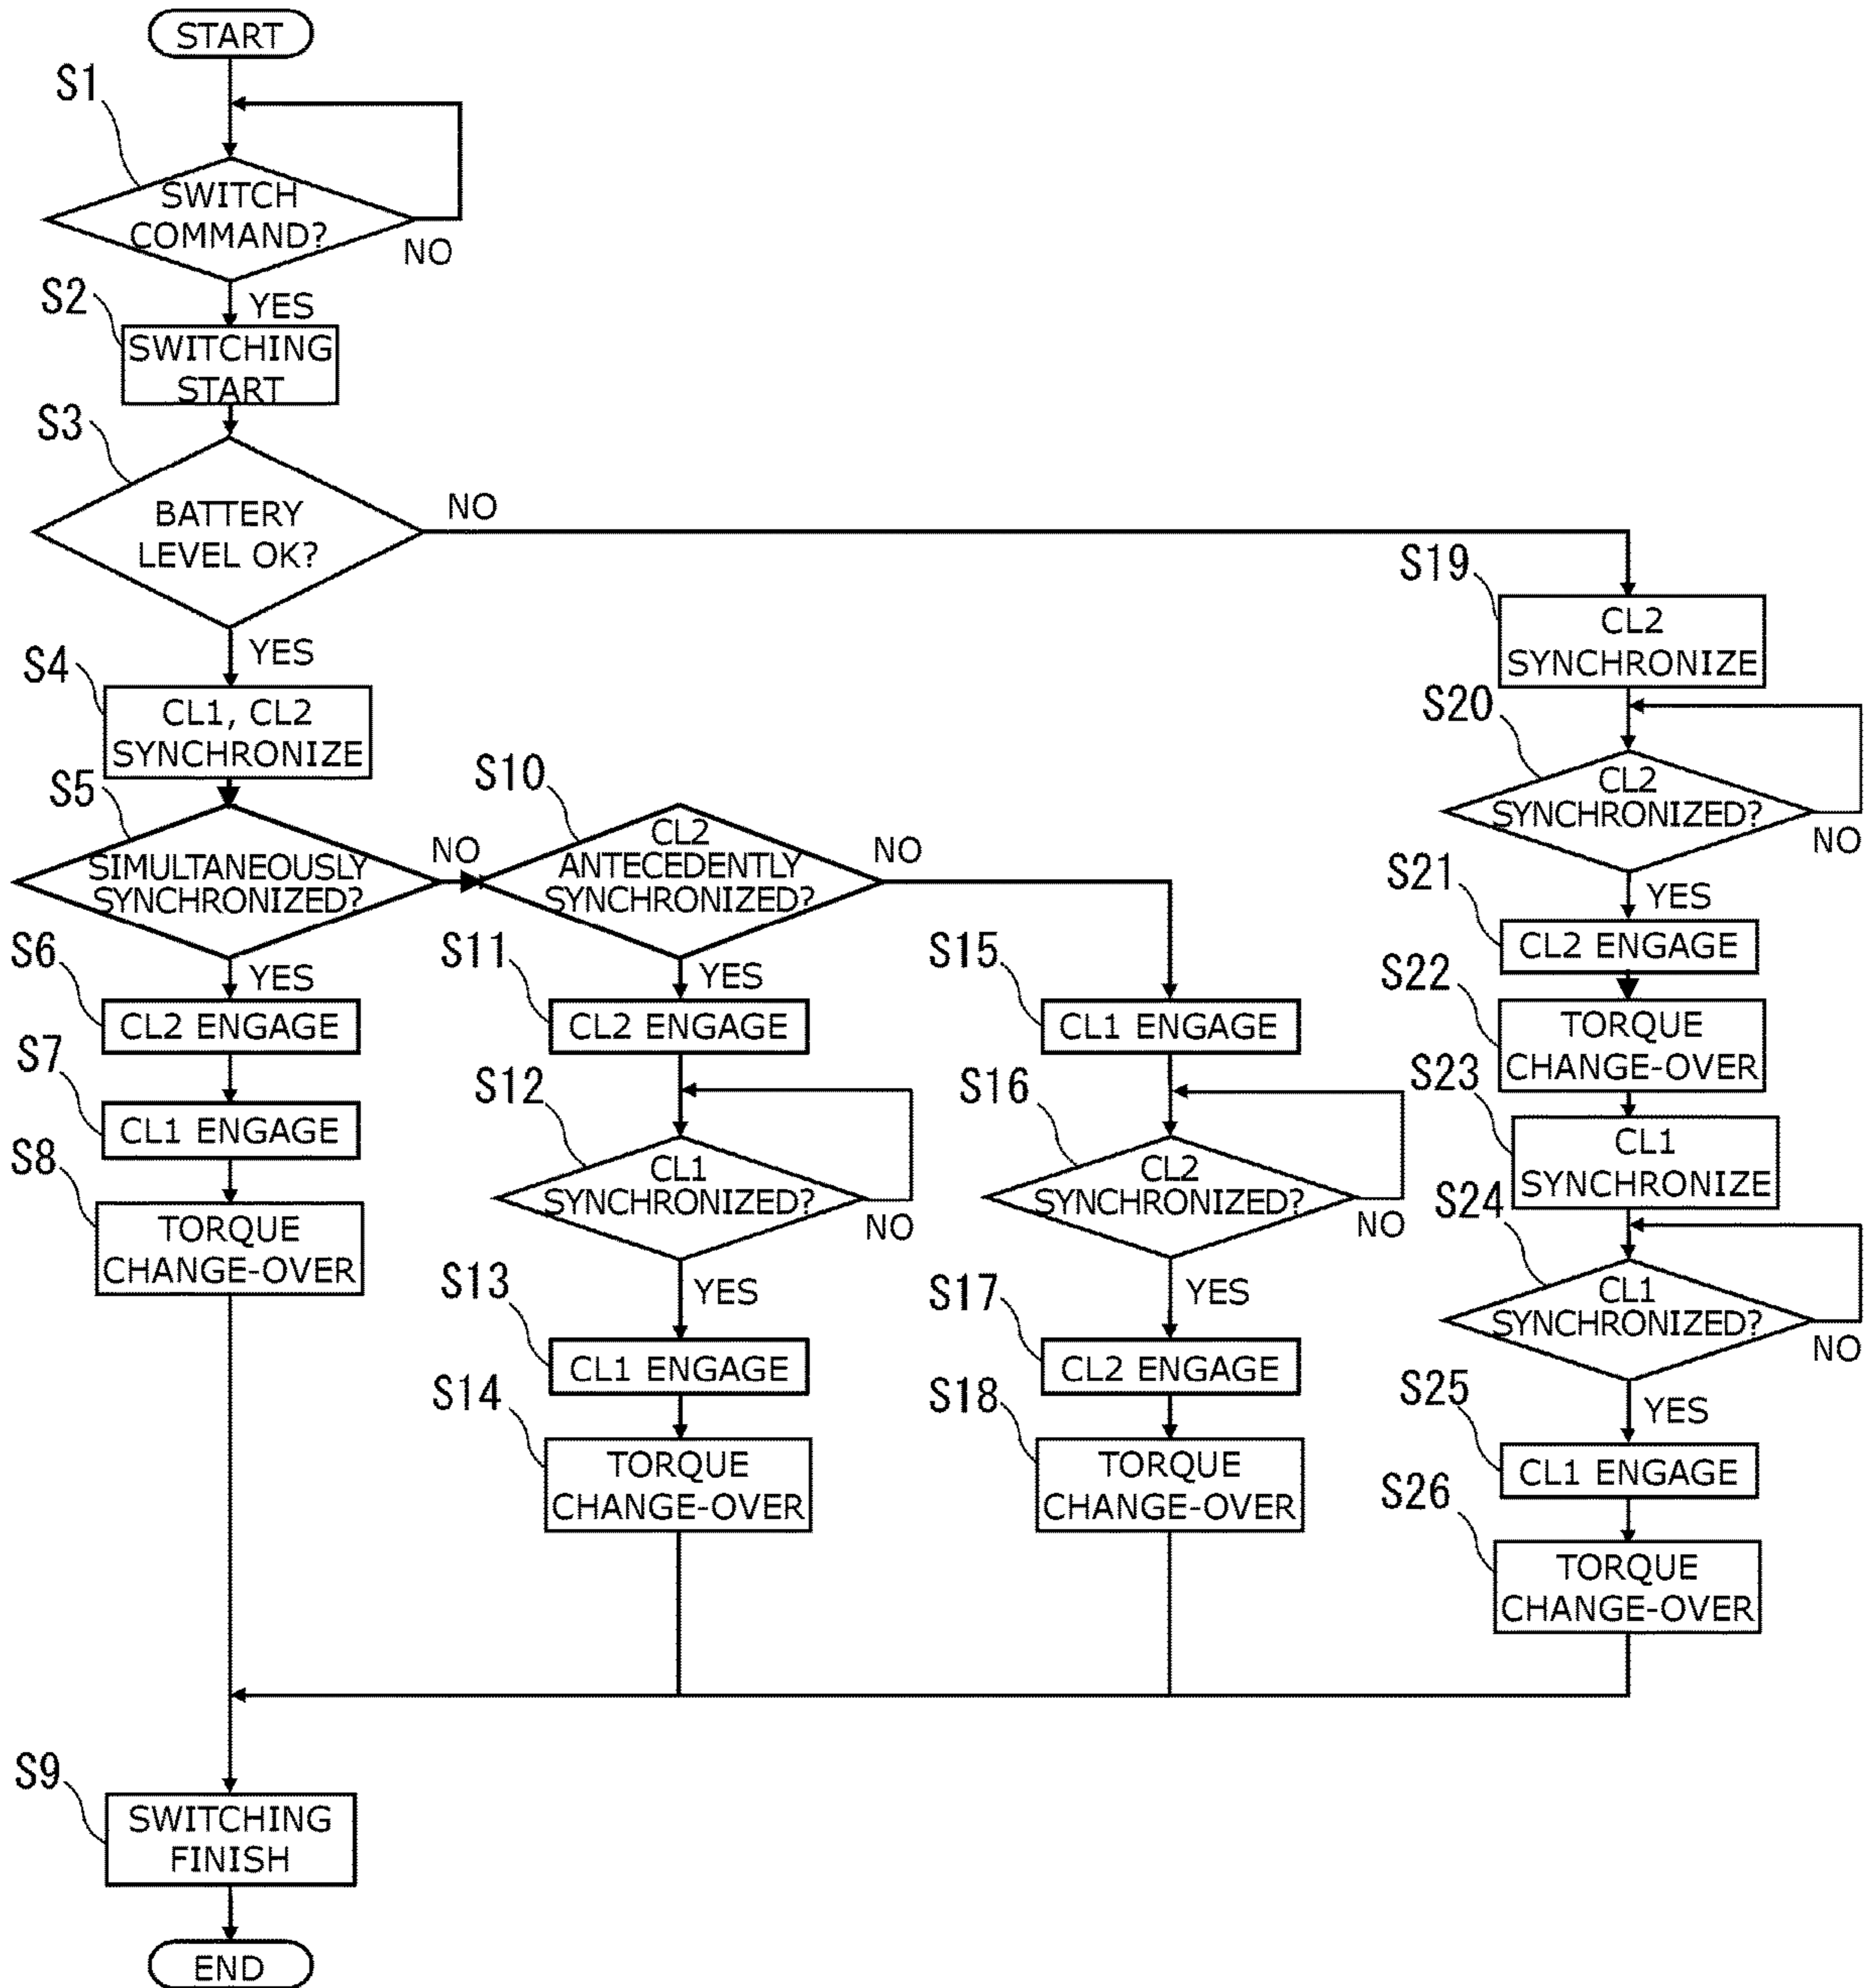 START
S1
SWITCH
COMMAND?
NO
YES
S2
SWITCHING
START
S3
BATTERY
LEVEL OK?
NO
YES
S4
CL1, CL2
SYNCHRONIZE
S5
SIMULTANEOUSLY
SYNCHRONIZED?
NO
YES
S6
CL2 ENGAGE
S7
CL1 ENGAGE
S8
TORQUE
CHANGE-OVER
S10
CL2
ANTECEDENTLY
SYNCHRONIZED?
NO
YES
S11
CL2 ENGAGE
S12
CL1
SYNCHRONIZED?
NO
YES
S13
CL1 ENGAGE
S14
TORQUE
CHANGE-OVER
S15
CL1 ENGAGE
S16
CL2
SYNCHRONIZED?
NO
YES
S17
CL2 ENGAGE
S18
TORQUE
CHANGE-OVER
S19
CL2
SYNCHRONIZE
S20
CL2
SYNCHRONIZED?
NO
YES
S21
CL2 ENGAGE
S22
TORQUE
CHANGE-OVER
S23
CL1
SYNCHRONIZE
S24
CL1
SYNCHRONIZED?
NO
YES
S25
CL1 ENGAGE
S26
TORQUE
CHANGE-OVER
S9
SWITCHING
FINISH
END